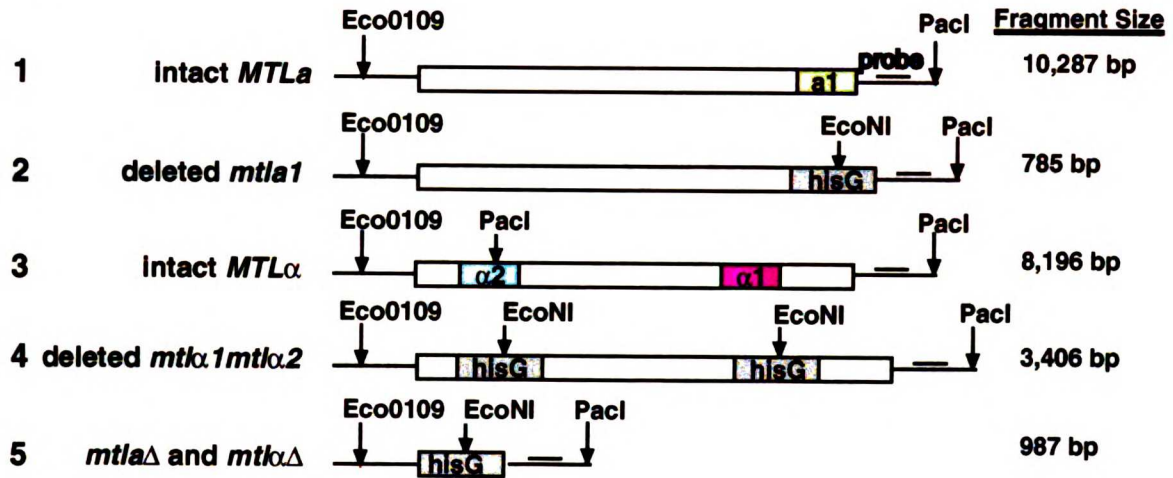 Fragment Size
Eco0109 PacI
1 intact MTLa a1 probe 10,287 bp
Eco0109 EcoNI PacI
2 deleted mtla1 hisG 785 bp
Eco0109 PacI PacI
3 intact MTLα α2 α1 8,196 bp
Eco0109 EcoNI EcoNI PacI
4 deleted mtlα1mtlα2 hisG hisG 3,406 bp
Eco0109 EcoNI PacI
5 mtlaΔ and mtlαΔ hisG 987 bp